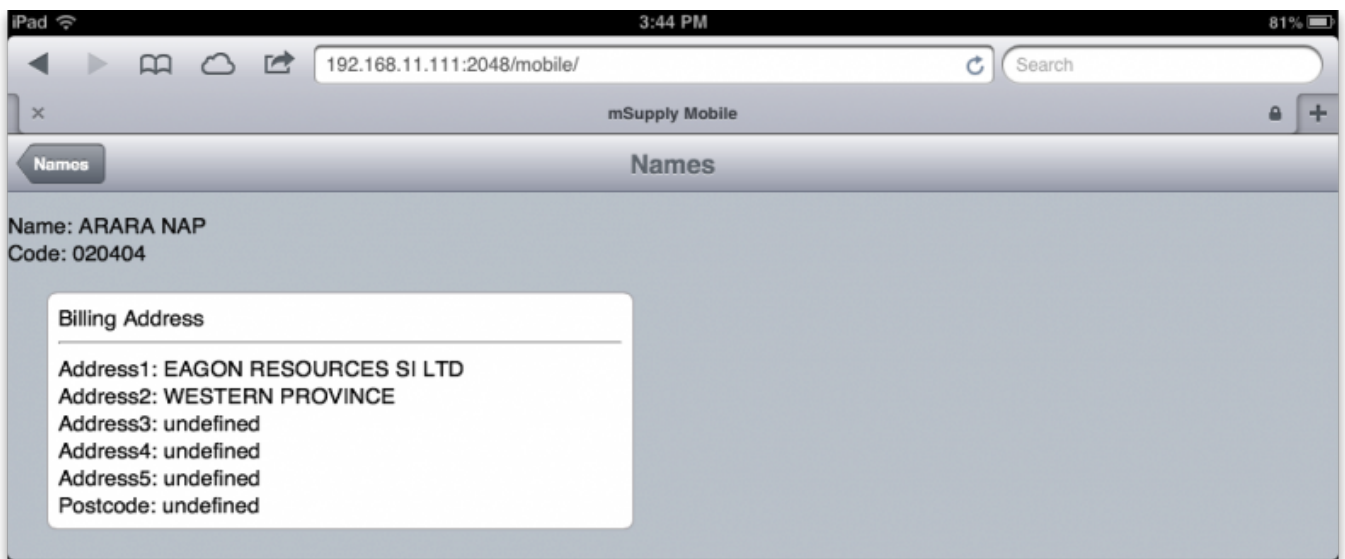 iPad 3:44 PM 81%
192.168.11.111:2048/mobile/ Search
mSupply Mobile
Names Names
Name: ARARA NAP
Code: 020404
Billing Address
Address1: EAGON RESOURCES SI LTD
Address2: WESTERN PROVINCE
Address3: undefined
Address4: undefined
Address5: undefined
Postcode: undefined